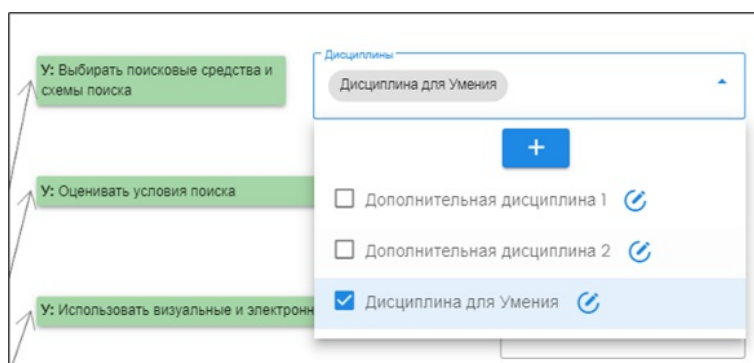 Дисциплины
У: Выбирать поисковые средства и
схемы поиска
Дисциплина для Умения
+
У: Оценивать условия поиска
Дополнительная дисциплина 1
Дополнительная дисциплина 2
Дисциплина для Умения
У: Использовать визуальные и электронн